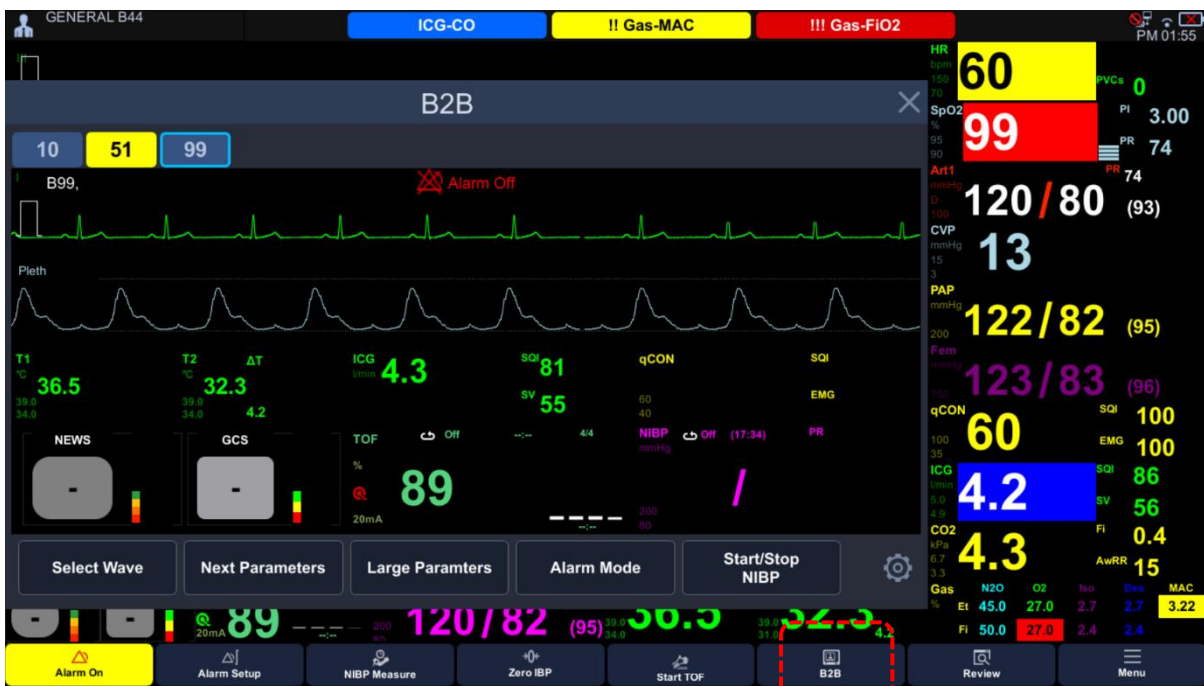 GENERAL B44
ICG-CO
!! Gas-MAC
!!! Gas-FiO2
PM 01:55
B2B
10 51 99
I
B99,
Alarm Off
Pleth
T1
°C
36.5
39.0
34.0
T2 ΔT
°C
32.3
39.0
34.0
4.2
ICG
l/min
4.3
SQI
81
SV
55
qCON
60
40
SQI
EMG
NEWS
-
GCS
-
TOF Off --:-- 4/4
%
89
20mA
--:--
NIBP Off (17:34) PR
mmHg
/
200
80
Select Wave
Next Parameters
Large Paramters
Alarm Mode
Start/Stop
NIBP
HR
bpm
150
70
60
PVCs 0
SpO2
%
95
90
99
PI 3.00
PR 74
Art1
mmHg
D
100
120/80 (93)
PR 74
CVP
mmHg
15
3
13
PAP
mmHg
200
122/82 (95)
Fem
mmHg
123/83 (96)
qCON
100
35
60
SQI 100
EMG 100
ICG
l/min
5.0
4.9
4.2
SQI 86
SV 56
CO2
kPa
6.7
3.3
4.3
Fi 0.4
AwRR 15
Gas N2O O2 Iso Des MAC
% Et 45.0 27.0 2.7 2.7 3.22
Fi 50.0 27.0 2.4 2.4
- - 20mA 89 --:-- 200 120/82 (95) 39.0 34.0 36.5 39.0 31.0 32.3 4.2
Alarm On
Alarm Setup
NIBP Measure
Zero IBP
Start TOF
B2B
Review
Menu